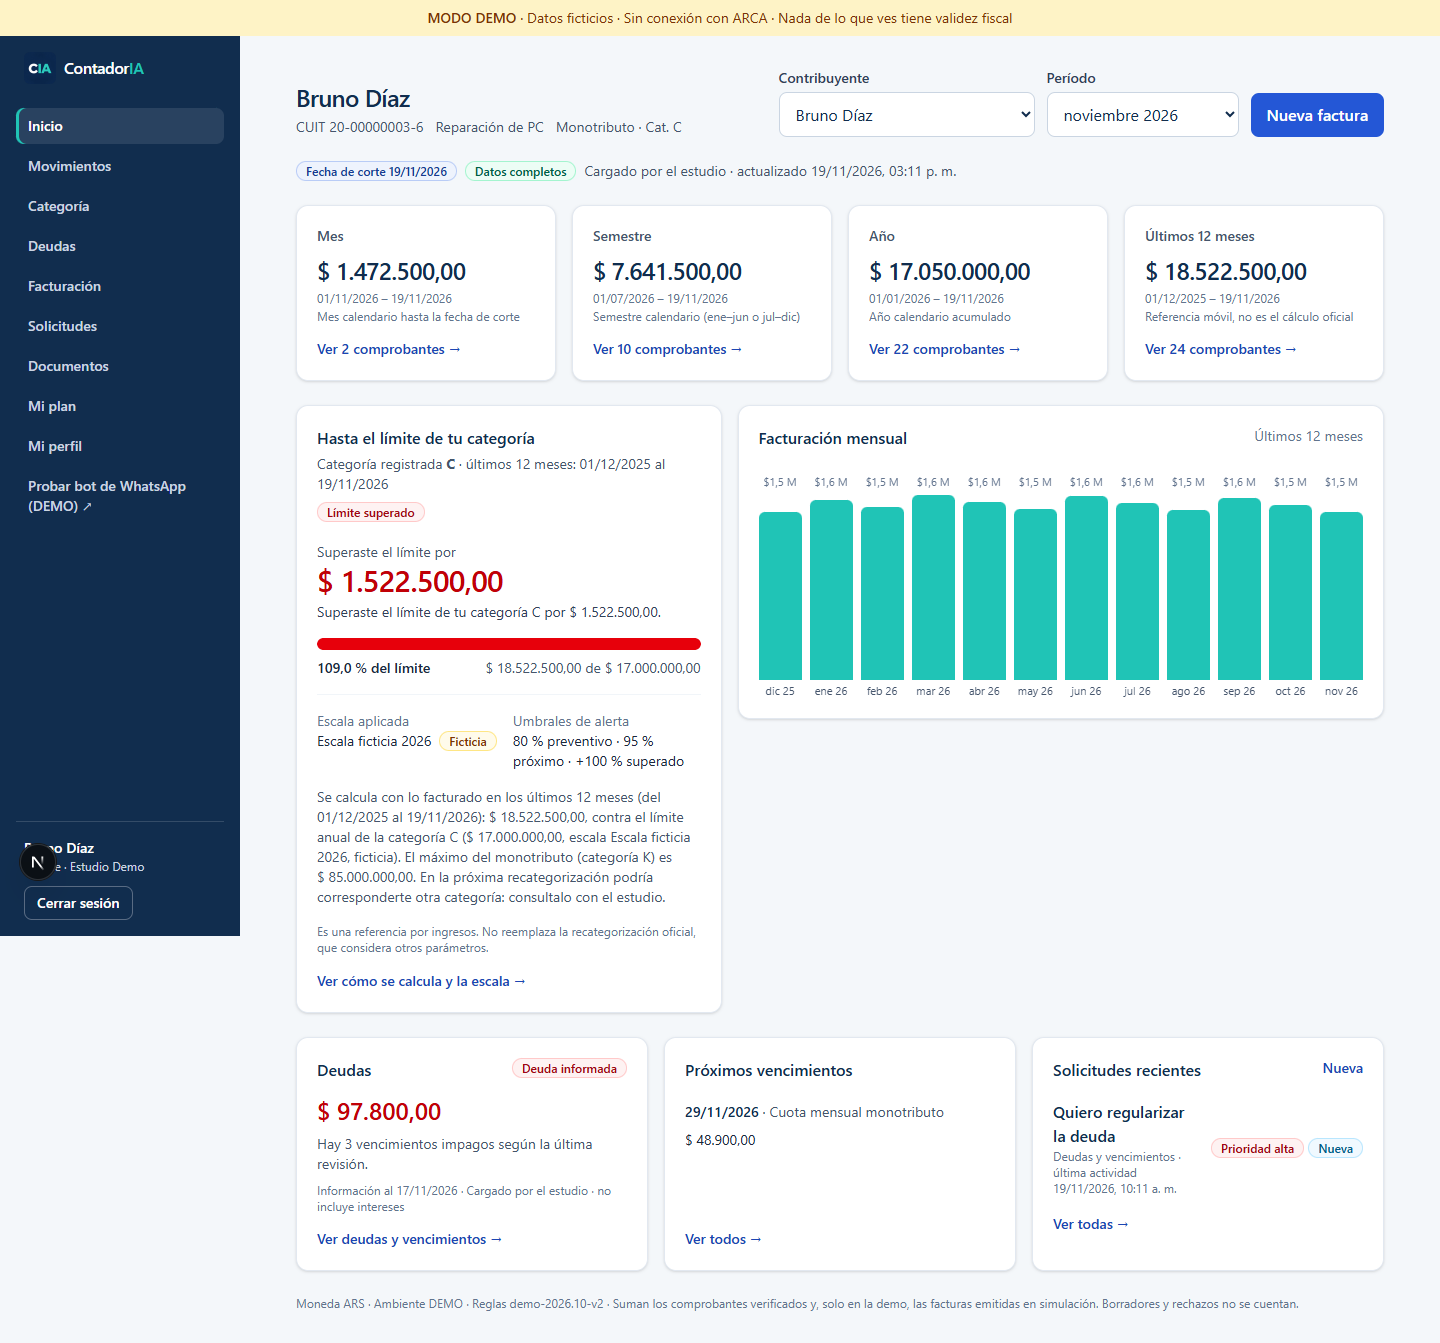 MODO DEMO · Datos ficticios · Sin conexión con ARCA · Nada de lo que ves tiene validez fiscal
CIA ContadorIA
Inicio
Movimientos
Categoría
Deudas
Facturación
Solicitudes
Documentos
Mi plan
Mi perfil
Probar bot de WhatsApp
(DEMO) ↗
Díaz
· Estudio Demo
N
Cerrar sesión
Bruno Díaz
CUIT 20-00000003-6 Reparación de PC Monotributo · Cat. C
Contribuyente
Bruno Díaz
Período
noviembre 2026
Nueva factura
Fecha de corte 19/11/2026 Datos completos Cargado por el estudio · actualizado 19/11/2026, 03:11 p. m.
Mes
$ 1.472.500,00
01/11/2026 – 19/11/2026
Mes calendario hasta la fecha de corte
Ver 2 comprobantes →
Semestre
$ 7.641.500,00
01/07/2026 – 19/11/2026
Semestre calendario (ene–jun o jul–dic)
Ver 10 comprobantes →
Año
$ 17.050.000,00
01/01/2026 – 19/11/2026
Año calendario acumulado
Ver 22 comprobantes →
Últimos 12 meses
$ 18.522.500,00
01/12/2025 – 19/11/2026
Referencia móvil, no es el cálculo oficial
Ver 24 comprobantes →
Hasta el límite de tu categoría
Categoría registrada C · últimos 12 meses: 01/12/2025 al
19/11/2026
Límite superado
Superaste el límite por
$ 1.522.500,00
Superaste el límite de tu categoría C por $ 1.522.500,00.
109,0 % del límite $ 18.522.500,00 de $ 17.000.000,00
Escala aplicada
Escala ficticia 2026 Ficticia
Umbrales de alerta
80 % preventivo · 95 %
próximo · +100 % superado
Se calcula con lo facturado en los últimos 12 meses (del
01/12/2025 al 19/11/2026): $ 18.522.500,00, contra el límite
anual de la categoría C ($ 17.000.000,00, escala Escala ficticia
2026, ficticia). El máximo del monotributo (categoría K) es
$ 85.000.000,00. En la próxima recategorización podría
corresponderte otra categoría: consultalo con el estudio.
Es una referencia por ingresos. No reemplaza la recategorización oficial,
que considera otros parámetros.
Ver cómo se calcula y la escala →
Facturación mensual Últimos 12 meses
$1,5 M $1,6 M $1,5 M $1,6 M $1,6 M $1,5 M $1,6 M $1,6 M $1,5 M $1,6 M $1,5 M $1,5 M
dic 25 ene 26 feb 26 mar 26 abr 26 may 26 jun 26 jul 26 ago 26 sep 26 oct 26 nov 26
Deudas Deuda informada
$ 97.800,00
Hay 3 vencimientos impagos según la última
revisión.
Información al 17/11/2026 · Cargado por el estudio · no
incluye intereses
Ver deudas y vencimientos →
Próximos vencimientos
29/11/2026 · Cuota mensual monotributo
$ 48.900,00
Ver todos →
Solicitudes recientes Nueva
Quiero regularizar
la deuda
Deudas y vencimientos ·
última actividad
19/11/2026, 10:11 a. m.
Prioridad alta Nueva
Ver todas →
Moneda ARS · Ambiente DEMO · Reglas demo-2026.10-v2 · Suman los comprobantes verificados y, solo en la demo, las facturas emitidas en simulación. Borradores y rechazos no se cuentan.